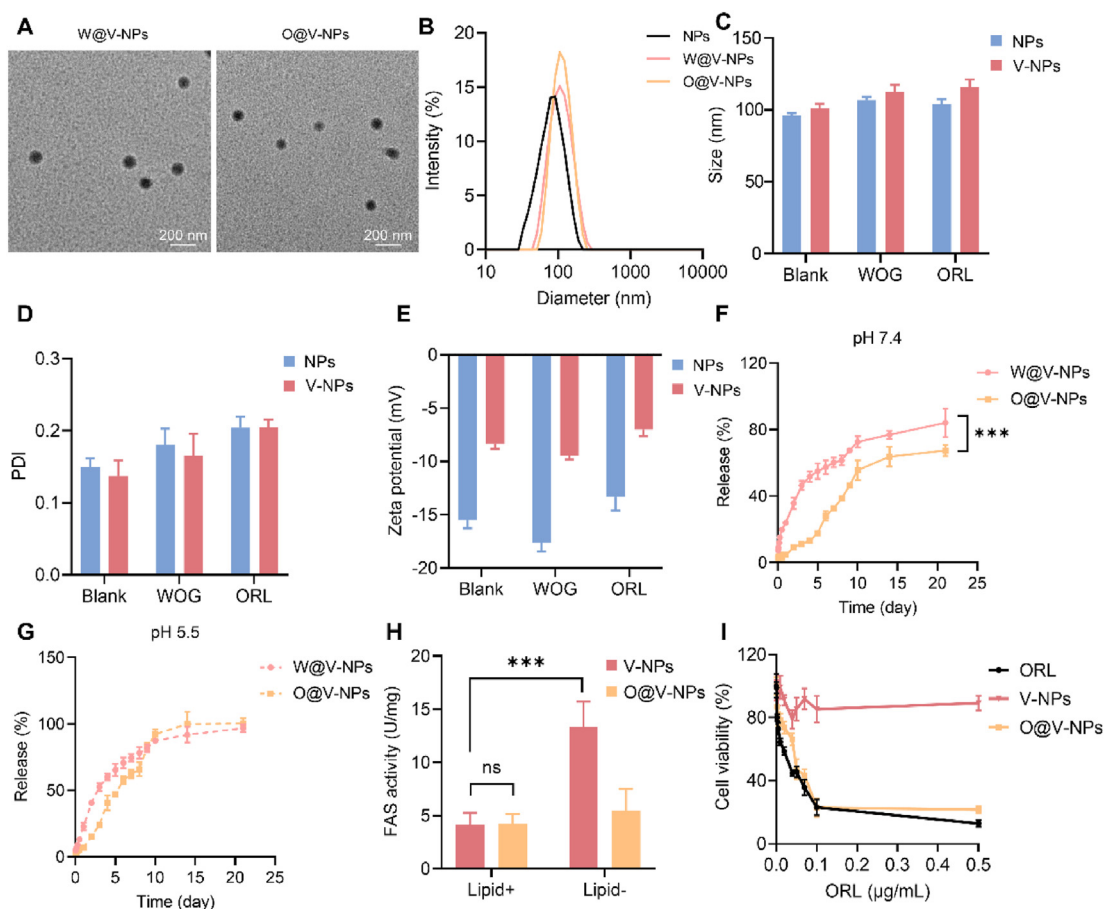 A
W@V-NPs
O@V-NPs
200 nm
200 nm
B
20
15
10
5
0
Intensity (%)
10
100
1000
10000
Diameter (nm)
NPs
W@V-NPs
O@V-NPs
C
150
100
50
0
Size (nm)
Blank
WOG
ORL
NPs
V-NPs
D
0.3
0.2
0.1
0.0
PDI
Blank
WOG
ORL
NPs
V-NPs
E
0
-5
-10
-15
-20
Zeta potential (mV)
Blank
WOG
ORL
NPs
V-NPs
F
pH 7.4
120
80
40
0
Release (%)
0
5
10
15
20
25
Time (day)
W@V-NPs
O@V-NPs
***
G
pH 5.5
150
100
50
0
Release (%)
0
5
10
15
20
25
Time (day)
W@V-NPs
O@V-NPs
H
20
15
10
5
0
FAS activity (U/mg)
ns
***
Lipid+
Lipid-
V-NPs
O@V-NPs
I
120
80
40
0
Cell viability (%)
0.0
0.1
0.2
0.3
0.4
0.5
ORL (µg/mL)
ORL
V-NPs
O@V-NPs